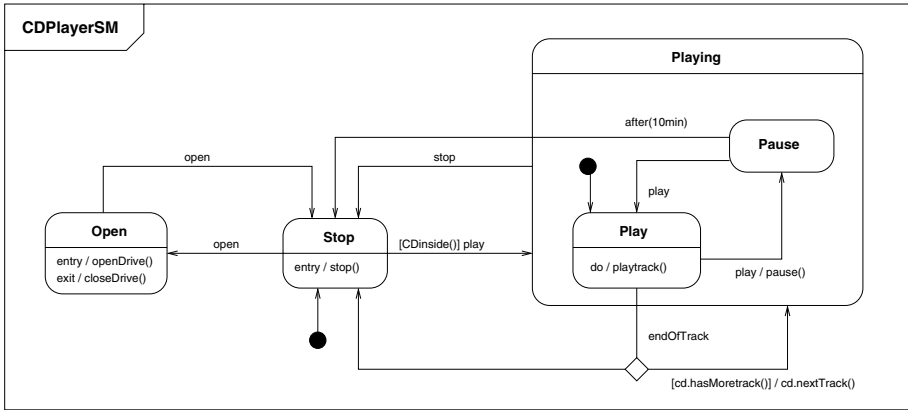 CDPlayerSM
Playing
after(10min)
Pause
open
stop
play
Open
entry / openDrive()
exit / closeDrive()
open
Stop
entry / stop()
[CDinside()] play
Play
do / playtrack()
play / pause()
endOfTrack
[cd.hasMoretrack()] / cd.nextTrack()